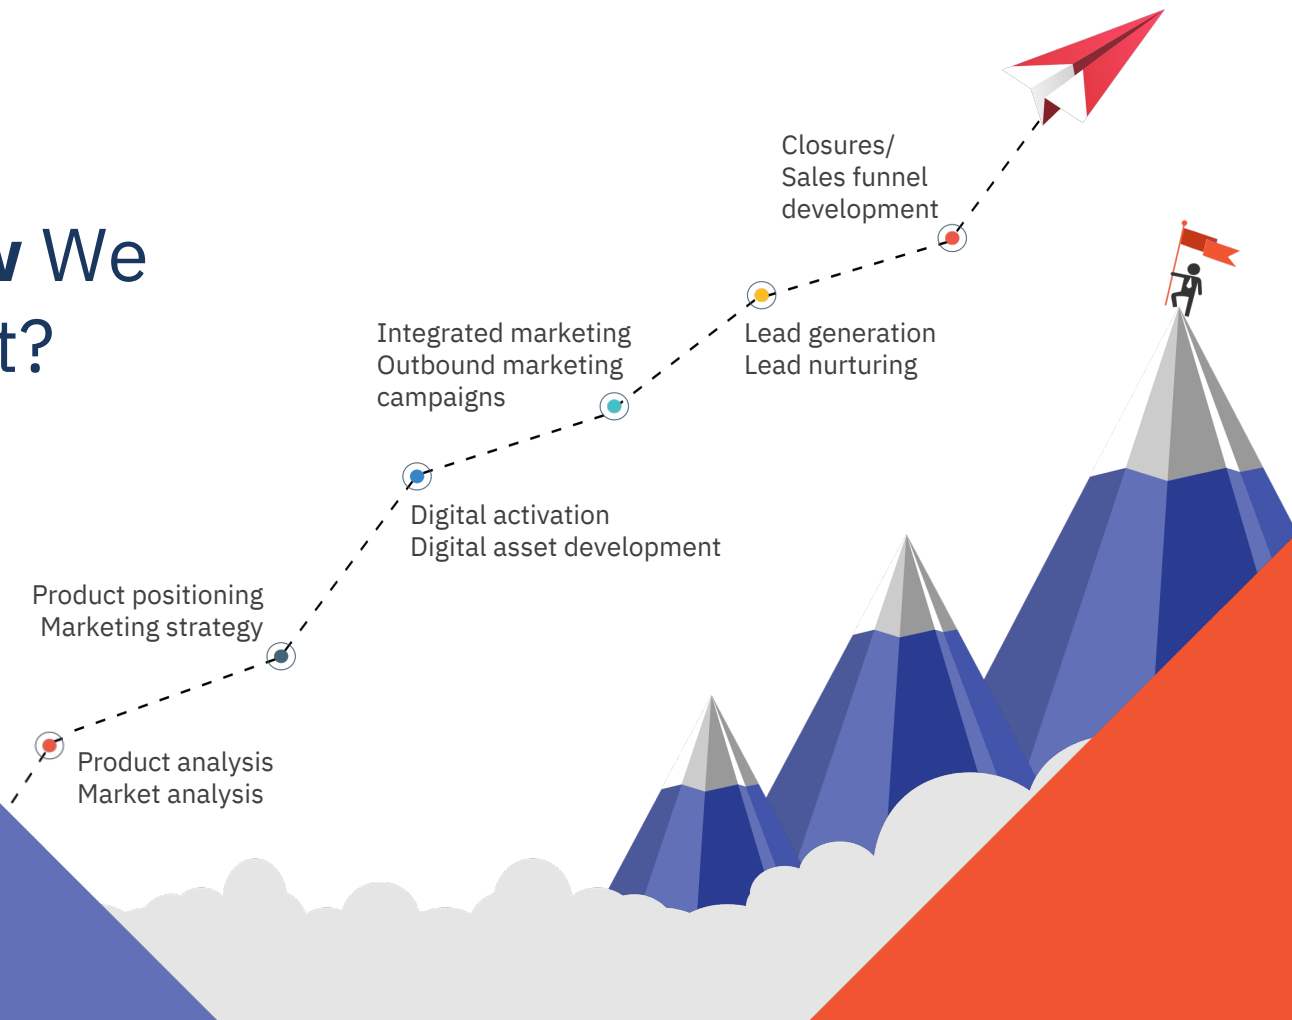 We
Closures/
Sales funnel
development
Integrated marketing
Outbound marketing
campaigns
Lead generation
Lead nurturing
Digital activation
Digital asset development
Product positioning
Marketing strategy
Product analysis
Market analysis